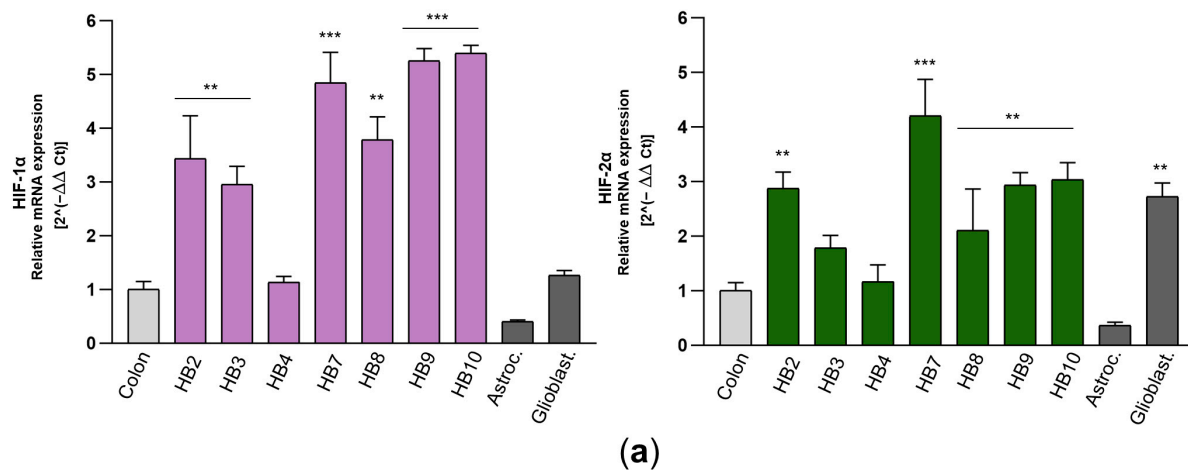 HIF-1α
Relative mRNA expression
[2^(−ΔΔ Ct)]
6
5
4
3
2
1
0
**
***
**
***
Colon
HB2
HB3
HB4
HB7
HB8
HB9
HB10
Astroc.
Glioblast.
HIF-2α
Relative mRNA expression
[2^(− ΔΔ Ct)]
6
5
4
3
2
1
0
**
***
**
**
Colon
HB2
HB3
HB4
HB7
HB8
HB9
HB10
Astroc.
Glioblast.
(a)